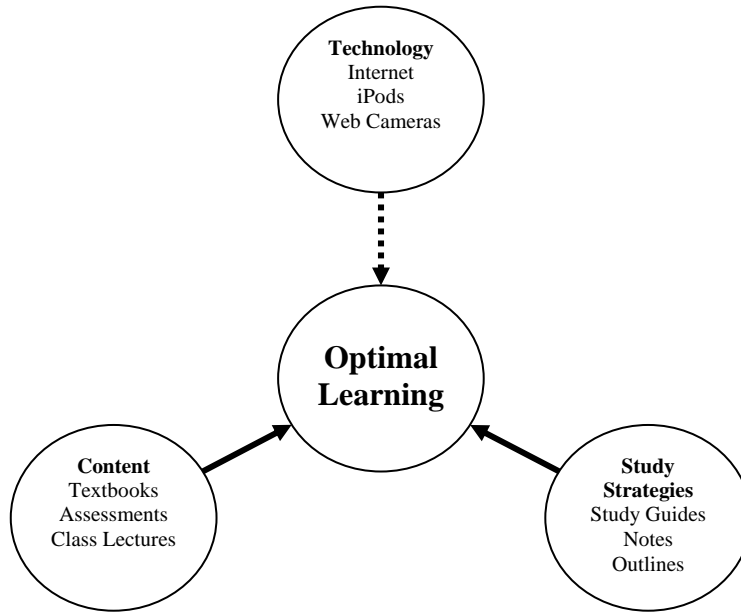 Technology
Internet
iPods
Web Cameras
Optimal
Learning
Content
Textbooks
Assessments
Class Lectures
Study
Strategies
Study Guides
Notes
Outlines